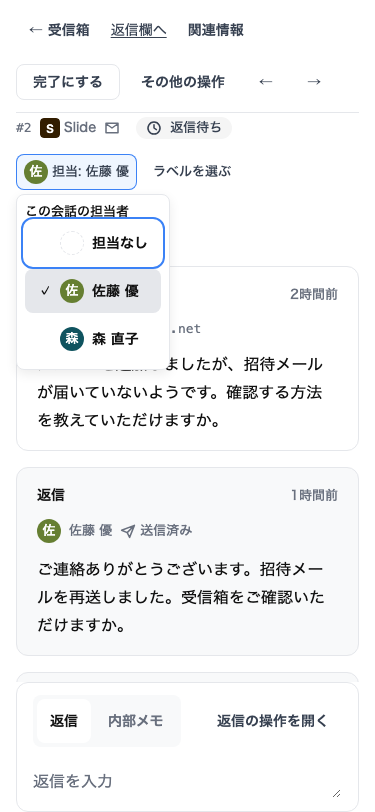 ← 受信箱 返信欄へ 関連情報
完了にする その他の操作 ← →
#2 S Slide 返信待ち
佐 担当: 佐藤 優 ラベルを選ぶ
この会話の担当者
担当なし
✓ 佐 佐藤 優
森 森 直子
2時間前
.net
ましたが、招待メール
が届いていないようです。確認する方法
を教えていただけますか。
返信 1時間前
佐 佐藤 優 送信済み
ご連絡ありがとうございます。招待メー
ルを再送しました。受信箱をご確認いた
だけますか。
返信 内部メモ 返信の操作を開く
返信を入力